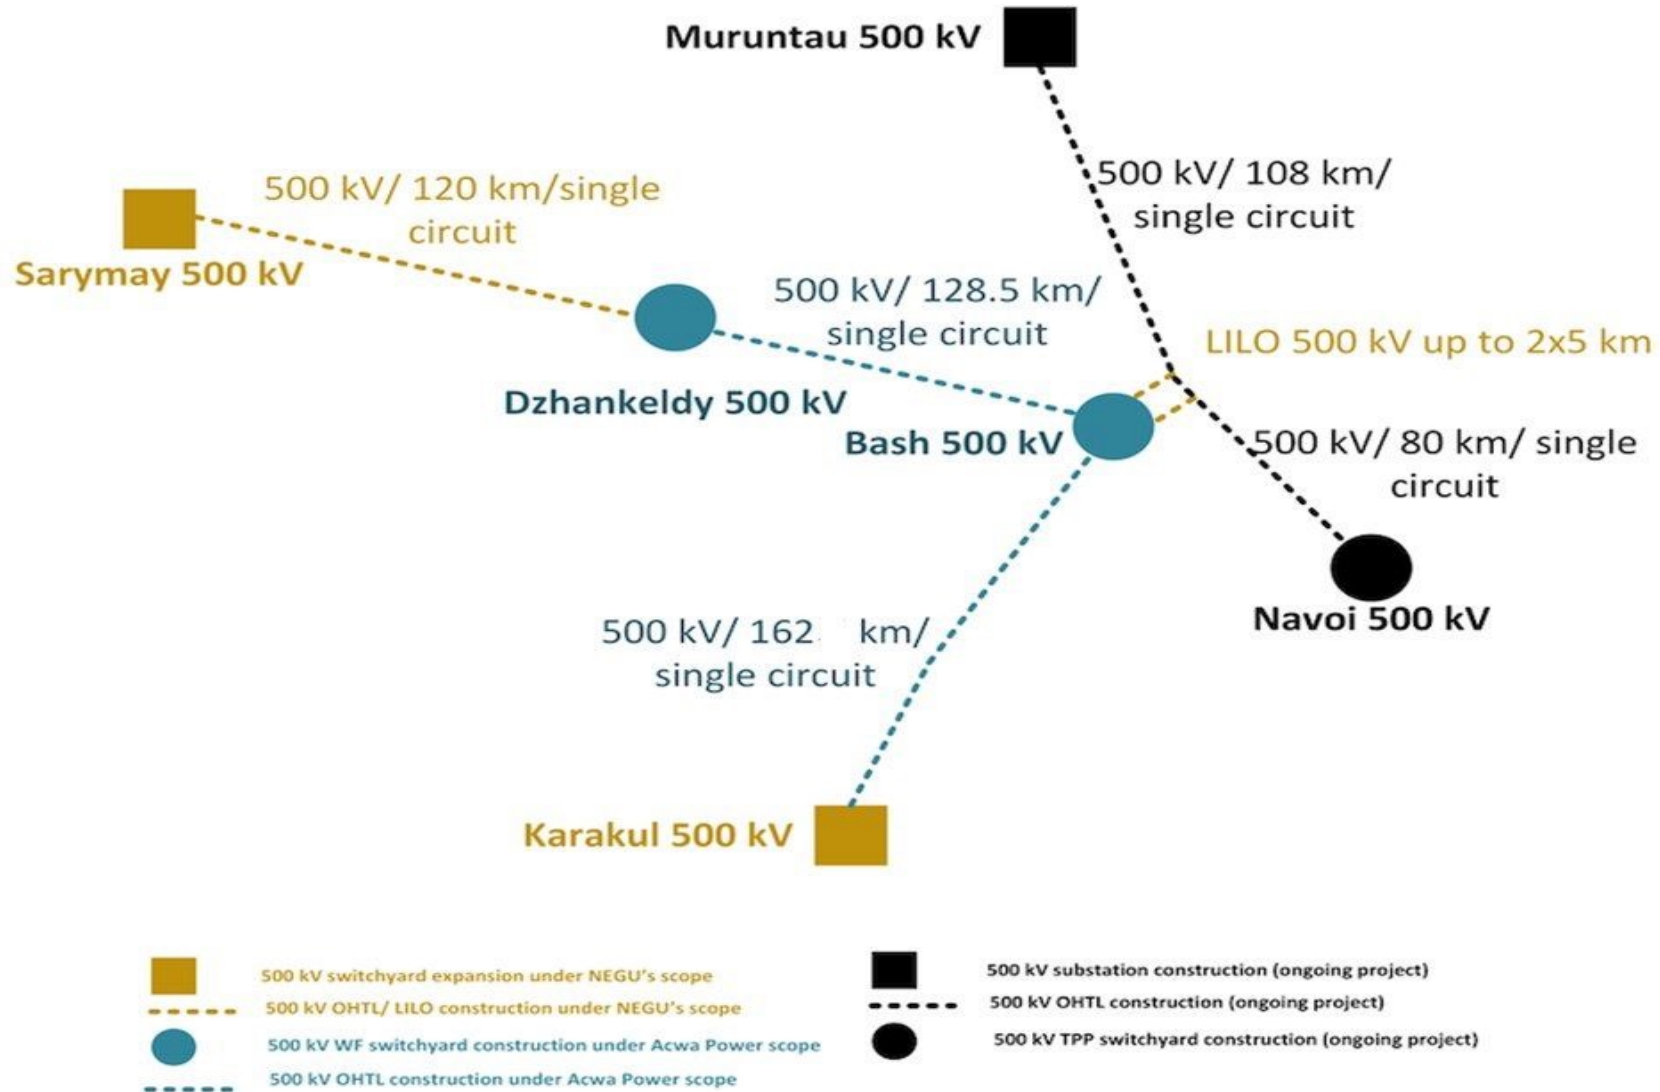 Muruntau 500 kV
500 kV/ 108 km/
single circuit
500 kV/ 120 km/single
circuit
Sarymay 500 kV
500 kV/ 128.5 km/
single circuit
LILO 500 kV up to 2x5 km
Dzhankeldy 500 kV
Bash 500 kV
500 kV/ 80 km/ single
circuit
Navoi 500 kV
500 kV/ 162 km/
single circuit
Karakul 500 kV
500 kV switchyard expansion under NEGU's scope
500 kV OHTL/ LILO construction under NEGU's scope
500 kV WF switchyard construction under Acwa Power scope
500 kV OHTL construction under Acwa Power scope
500 kV substation construction (ongoing project)
500 kV OHTL construction (ongoing project)
500 kV TPP switchyard construction (ongoing project)